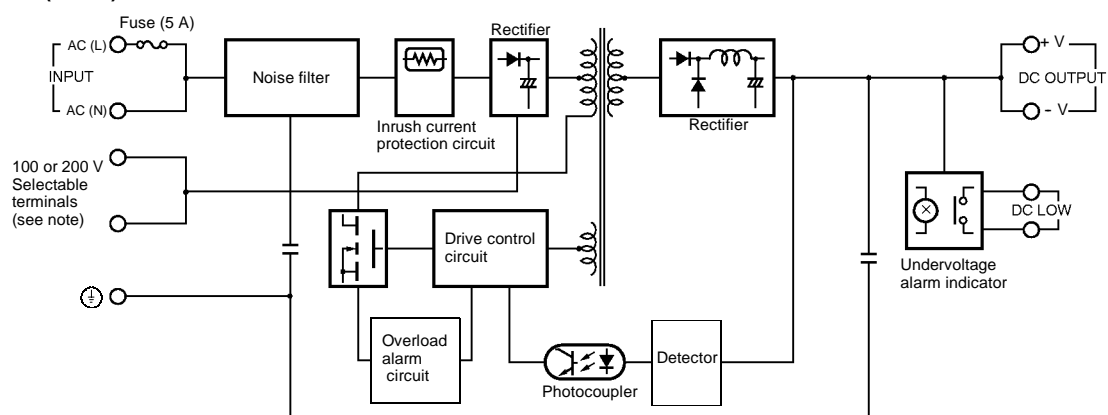 Fuse (5 A)
AC (L)
INPUT
AC (N)
Noise filter
Inrush current
protection circuit
Rectifier
Rectifier
+ V
DC OUTPUT
- V
100 or 200 V
Selectable
terminals
(see note)
Drive control
circuit
DC LOW
Undervoltage
alarm indicator
Overload
alarm
circuit
Photocoupler
Detector